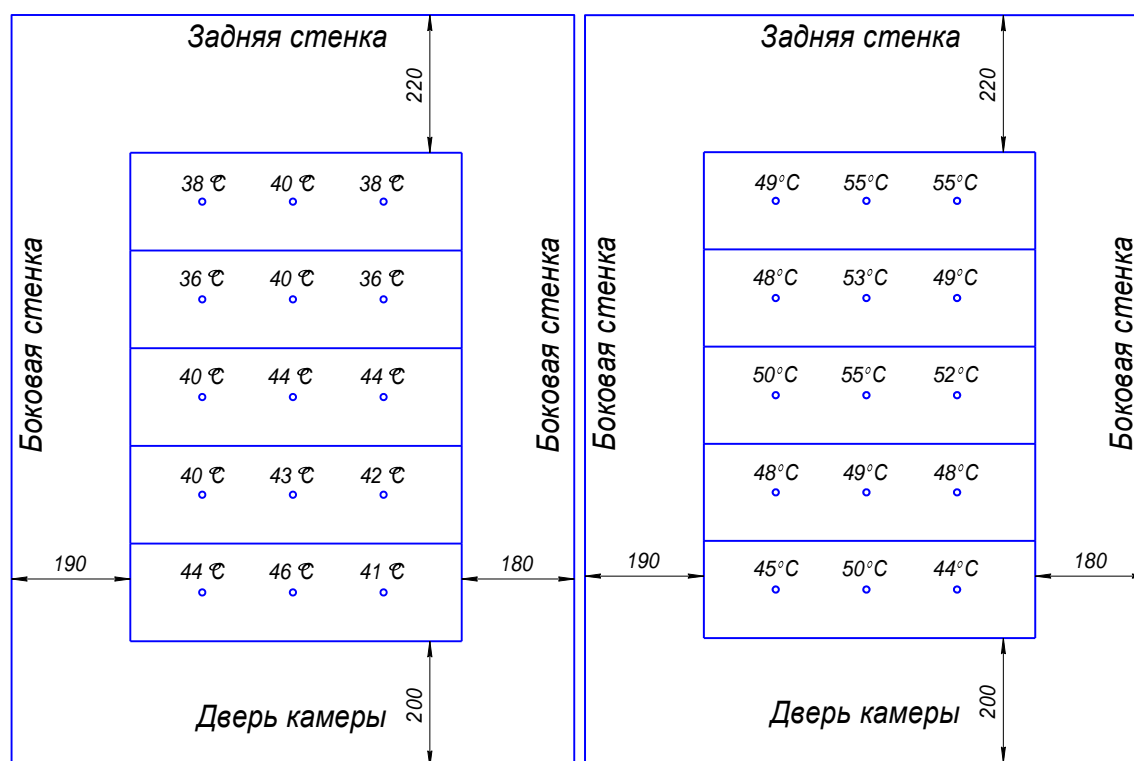 Задняя стенка
220
38 °C 40 °C 38 °C
36 °C 40 °C 36 °C
Боковая стенка
Боковая стенка
40 °C 44 °C 44 °C
40 °C 43 °C 42 °C
190
44 °C 46 °C 41 °C
180
Дверь камеры
200
Задняя стенка
220
49°C 55°C 55°C
48°C 53°C 49°C
Боковая стенка
Боковая стенка
50°C 55°C 52°C
48°C 49°C 48°C
190
45°C 50°C 44°C
180
Дверь камеры
200